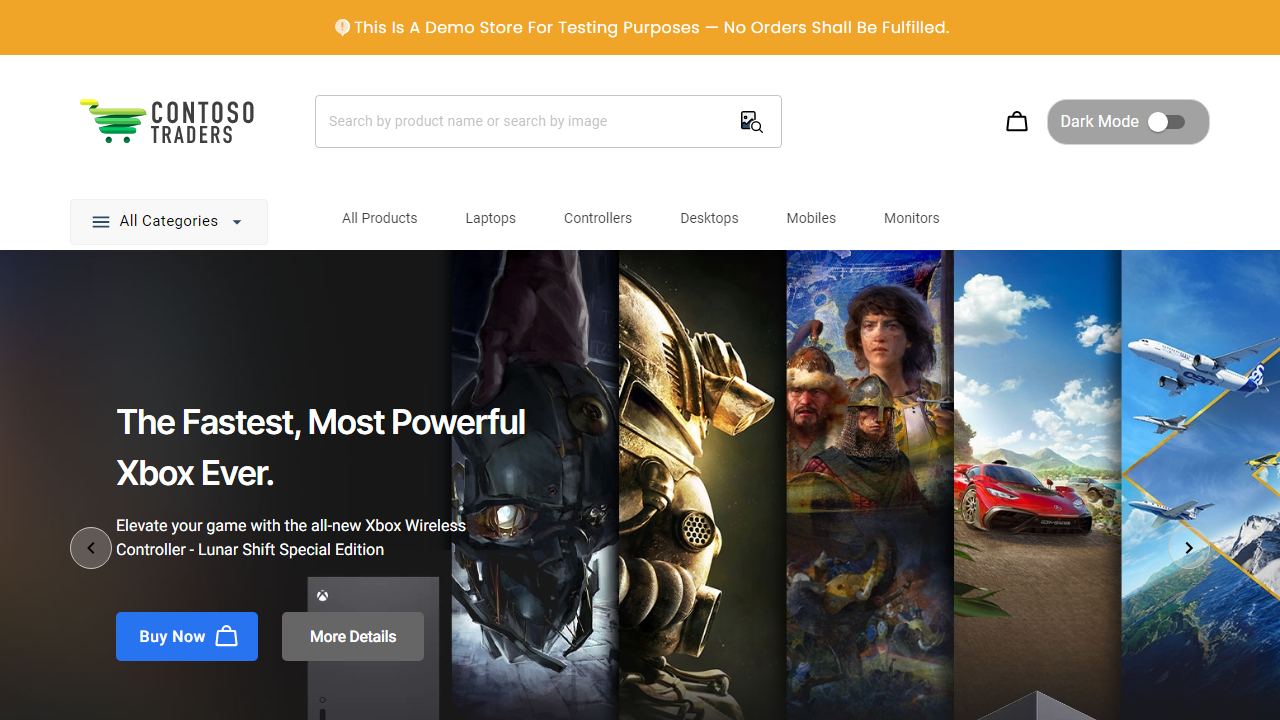 This Is A Demo Store For Testing Purposes — No Orders Shall Be Fulfilled.
CONTOSO
TRADERS
Search by product name or search by image
Dark Mode
All Categories
All Products
Laptops
Controllers
Desktops
Mobiles
Monitors
The Fastest, Most Powerful
Xbox Ever.
Elevate your game with the all-new Xbox Wireless
Controller - Lunar Shift Special Edition
Buy Now
More Details